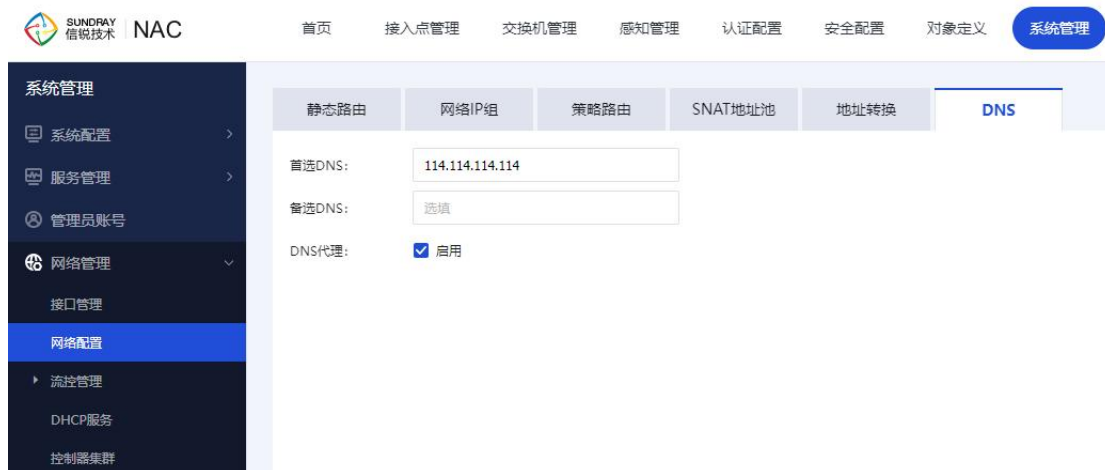 SUNDRAY
信锐技术 NAC
首页 接入点管理 交换机管理 感知管理 认证配置 安全配置 对象定义 系统管理
系统管理
系统配置
服务管理
管理员账号
网络管理
接口管理
网络配置
流控管理
DHCP服务
控制器集群
静态路由 网络IP组 策略路由 SNAT地址池 地址转换 DNS
首选DNS: 114.114.114.114
备选DNS: 选填
DNS代理: 启用